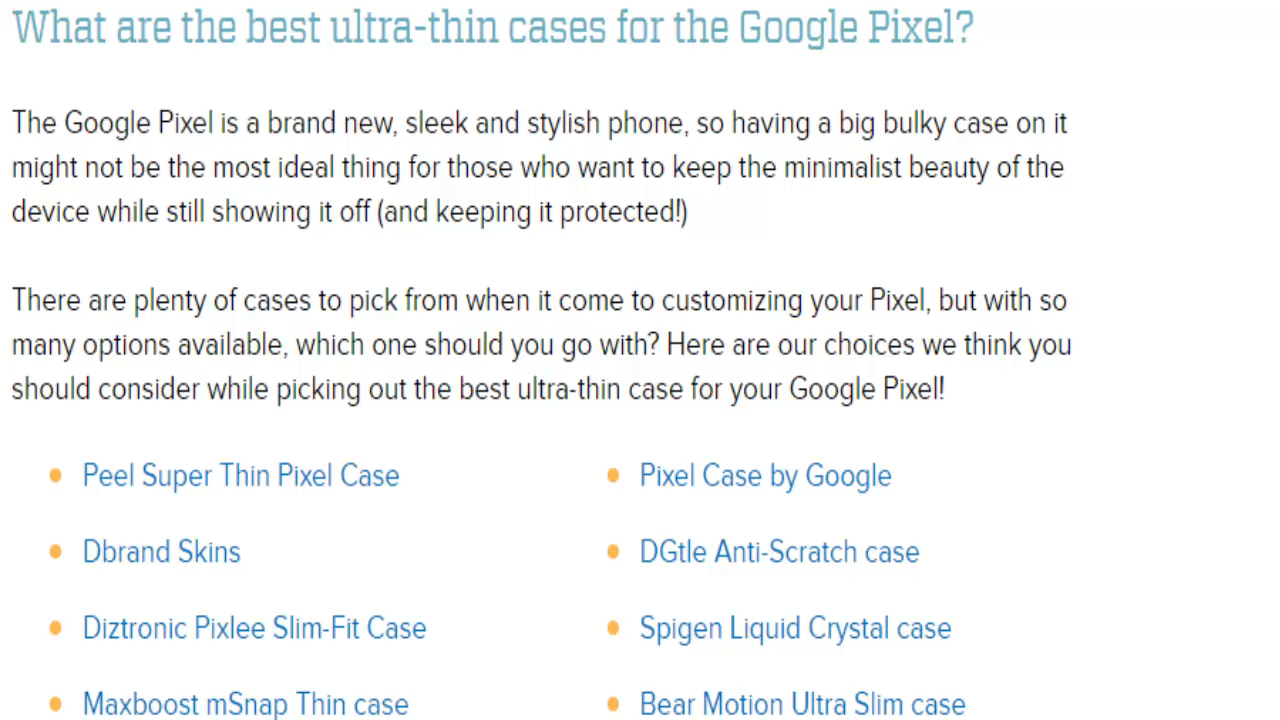 What are the best ultra-thin cases for the Google Pixel?
The Google Pixel is a brand new, sleek and stylish phone, so having a big bulky case on it
might not be the most ideal thing for those who want to keep the minimalist beauty of the
device while still showing it off (and keeping it protected!)
There are plenty of cases to pick from when it come to customizing your Pixel, but with so
many options available, which one should you go with? Here are our choices we think you
should consider while picking out the best ultra-thin case for your Google Pixel!
Peel Super Thin Pixel Case
Dbrand Skins
Diztronic Pixlee Slim-Fit Case
Maxboost mSnap Thin case
Pixel Case by Google
DGtle Anti-Scratch case
Spigen Liquid Crystal case
Bear Motion Ultra Slim case